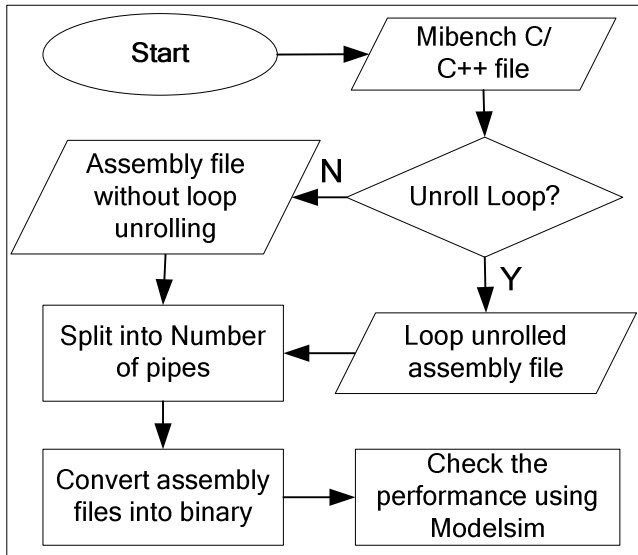 Start
Mibench C/
C++ file
Unroll Loop?
N
Assembly file
without loop
unrolling
Y
Loop unrolled
assembly file
Split into Number
of pipes
Convert assembly
files into binary
Check the
performance using
Modelsim